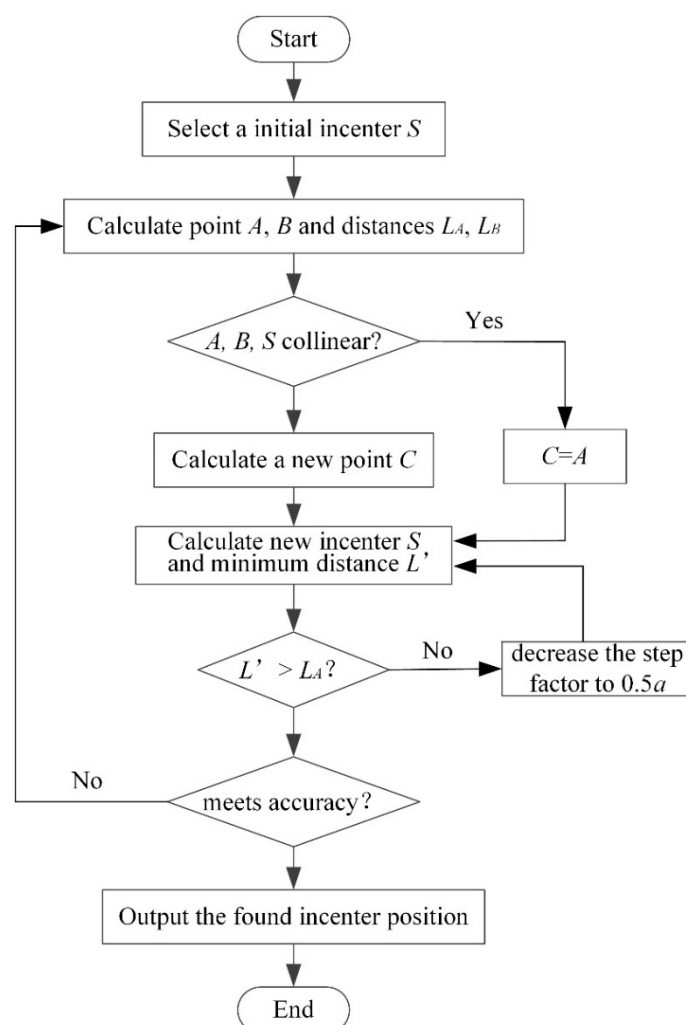 Start
Select a initial incenter S
Calculate point A, B and distances LA, LB
Yes
A, B, S collinear?
C=A
Calculate a new point C
Calculate new incenter S
and minimum distance L’
No
L’ > LA?
decrease the step
factor to 0.5a
No
meets accuracy?
Output the found incenter position
End